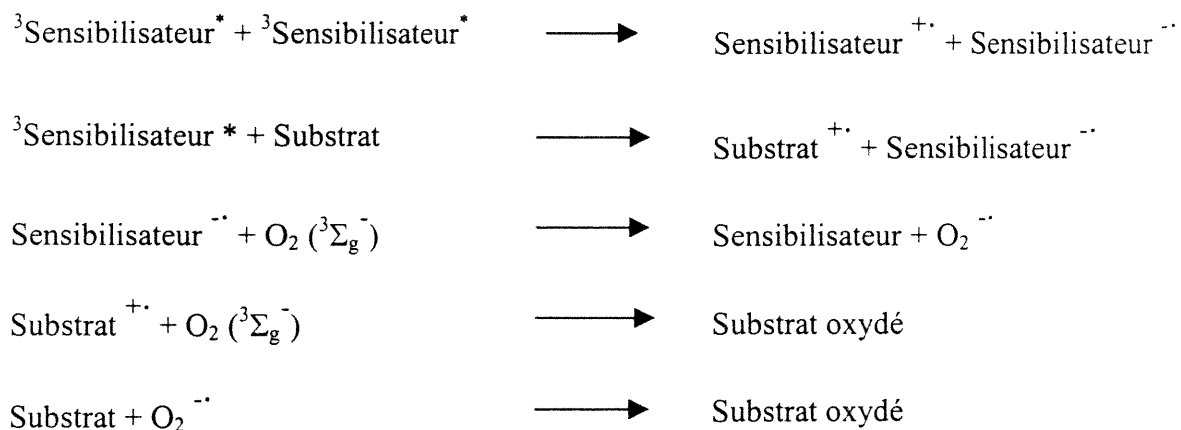 ³Sensibilisateur* + ³Sensibilisateur* ⟶ Sensibilisateur ⁺· + Sensibilisateur ⁻·
³Sensibilisateur * + Substrat ⟶ Substrat ⁺· + Sensibilisateur ⁻·
Sensibilisateur ⁻· + O₂ (³Σg⁻) ⟶ Sensibilisateur + O₂ ⁻·
Substrat ⁺· + O₂ (³Σg⁻) ⟶ Substrat oxydé
Substrat + O₂ ⁻· ⟶ Substrat oxydé